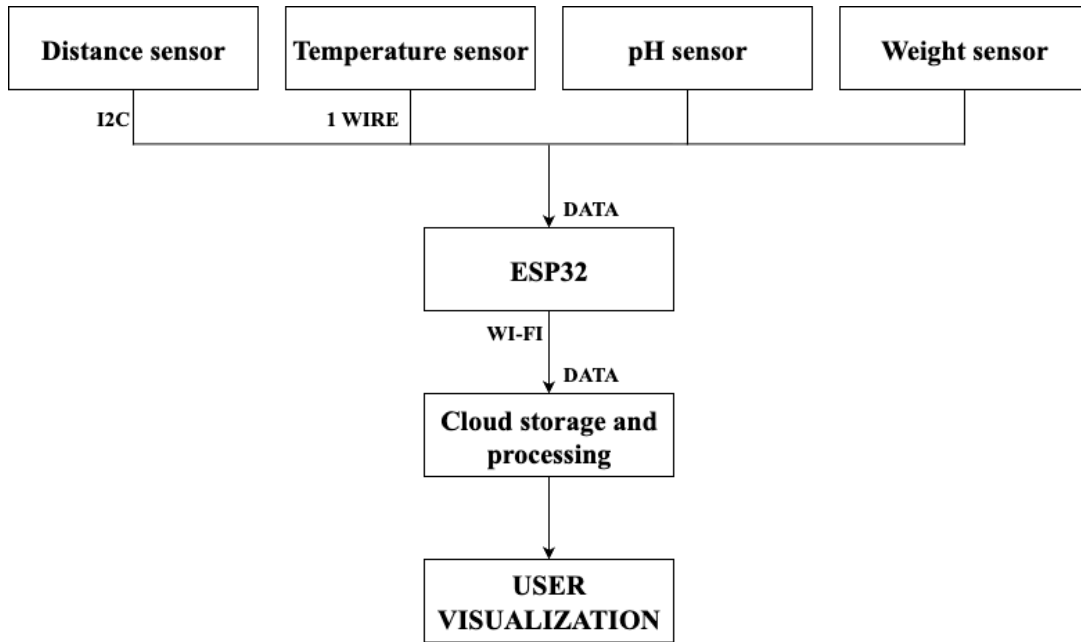 Distance sensor
Temperature sensor
pH sensor
Weight sensor
I2C
1 WIRE
DATA
ESP32
WI-FI
DATA
Cloud storage and
processing
USER
VISUALIZATION